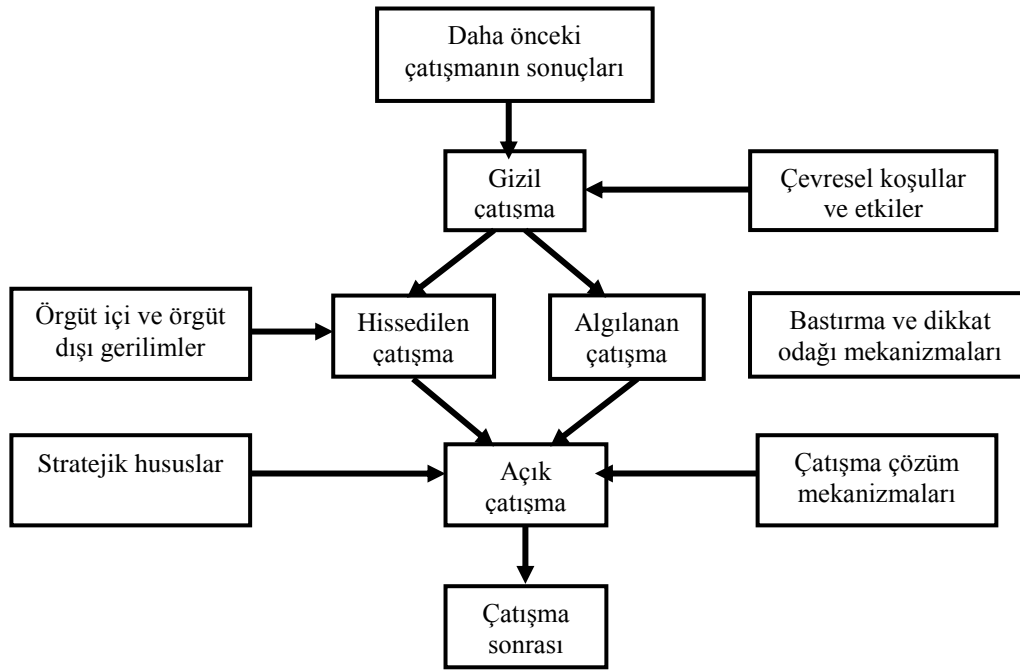 Daha önceki
çatışmanın sonuçları
Gizil
çatışma
Çevresel koşullar
ve etkiler
Örgüt içi ve örgüt
dışı gerilimler
Hissedilen
çatışma
Algılanan
çatışma
Bastırma ve dikkat
odağı mekanizmaları
Stratejik hususlar
Açık
çatışma
Çatışma çözüm
mekanizmaları
Çatışma
sonrası